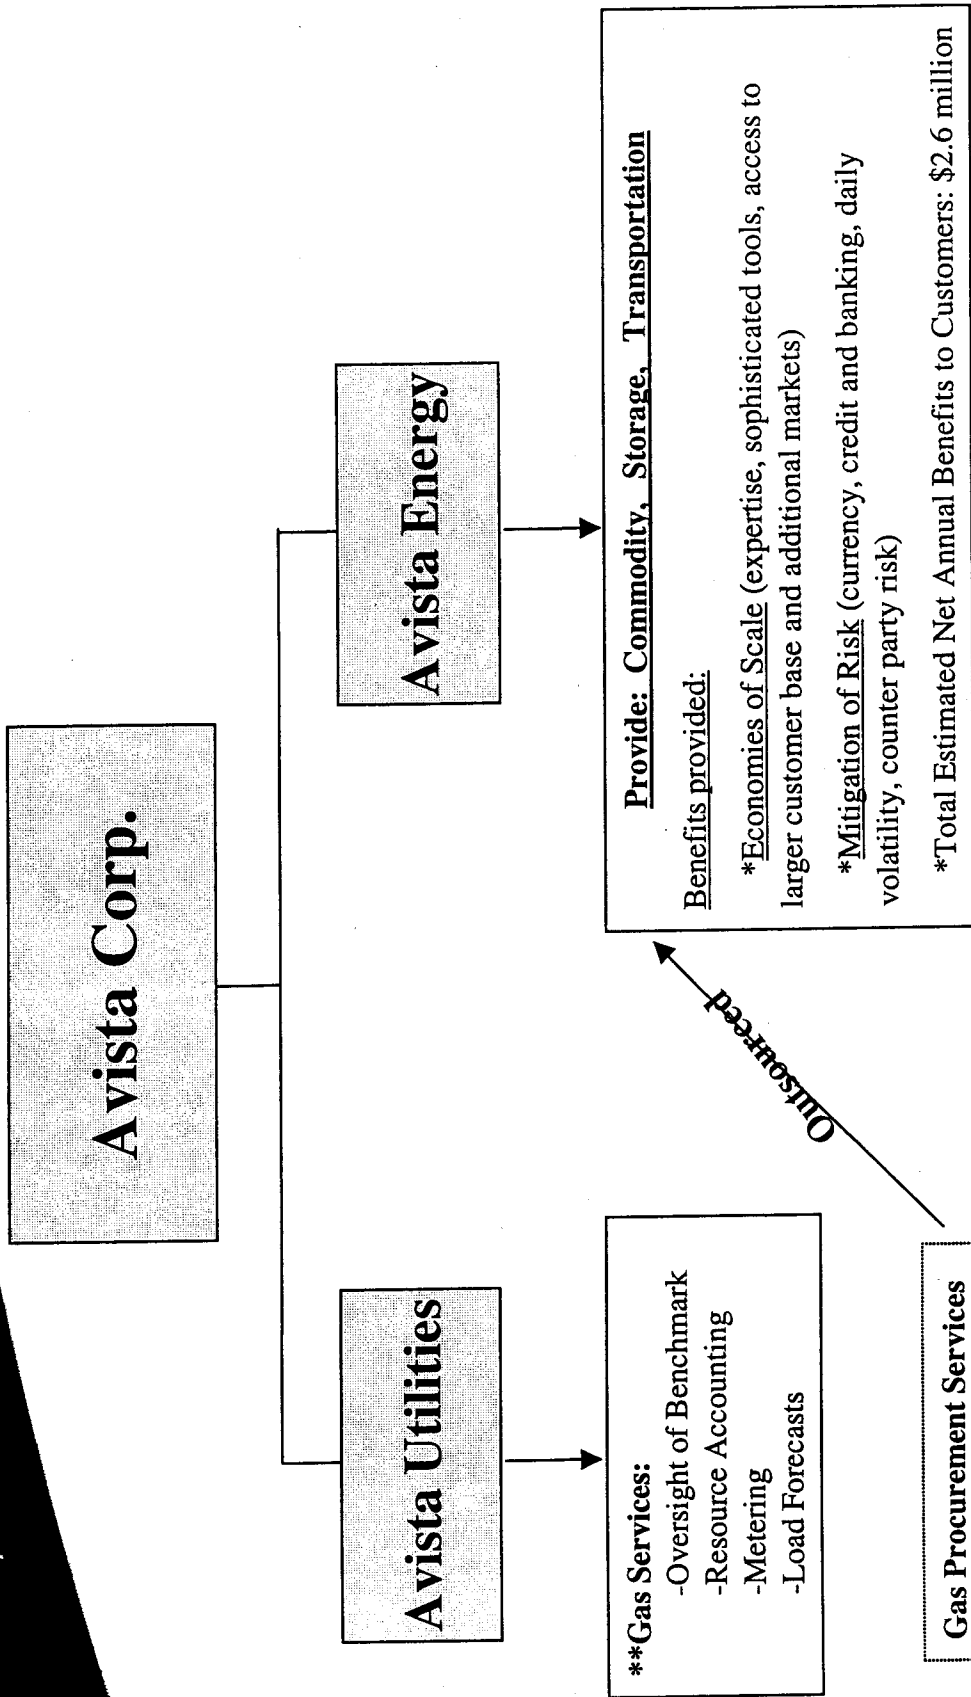 Avista Corp.
Avista Utilities
Avista Energy
**Gas Services:
-Oversight of Benchmark
-Resource Accounting
-Metering
-Load Forecasts
Gas Procurement Services
Outsourced
Provide: Commodity, Storage, Transportation
Benefits provided:
*Economies of Scale (expertise, sophisticated tools, access to
larger customer base and additional markets)
*Mitigation of Risk (currency, credit and banking, daily
volatility, counter party risk)
*Total Estimated Net Annual Benefits to Customers: $2.6 million